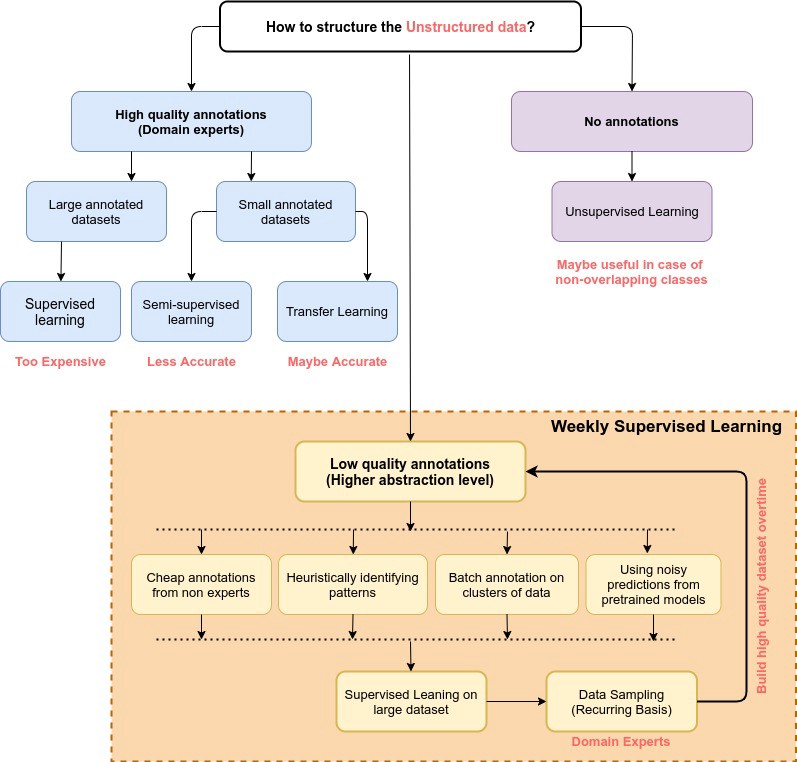 How to structure the Unstructured data?
High quality annotations
(Domain experts)
No annotations
Large annotated
datasets
Small annotated
datasets
Unsupervised Learning
Maybe useful in case of
non-overlapping classes
Supervised
learning
Semi-supervised
learning
Transfer Learning
Too Expensive
Less Accurate
Maybe Accurate
Weekly Supervised Learning
Low quality annotations
(Higher abstraction level)
Cheap annotations
from non experts
Heuristically identifying
patterns
Batch annotation on
clusters of data
Using noisy
predictions from
pretrained models
Build high quality dataset overtime
Supervised Leaning on
large dataset
Data Sampling
(Recurring Basis)
Domain Experts